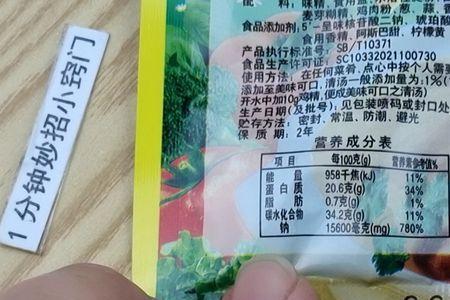 1分钟妙招小窍门
配 料：味精、食用盐
麦芽糊精、鸡肉粉、葱、蒜
食品添加剂：5'-呈味核苷酸二钠、琥珀酸
食用香精、阿斯巴甜、柠檬黄
产品执行标准号：SB/T10371
食品生产许可证：SC10332021100730
使用方法：在任何菜肴、点心中按个人需要
添加至美味可口，清汤一般添加量为1%(
开水中加10g鸡精，便成美味可口之清汤)
生产日期(及批号)：见包装喷码或封口处
贮存方法：密封、常温、防潮、避光
保 质 期：2年
营养成分表
项 目 每100克(g) 营养素参考值%
能 量 958千焦(kJ) 11%
蛋 白 质 20.6克(g) 34%
脂 肪 0.7克(g) 1%
碳水化合物 34.2克(g) 11%
钠 15600毫克(mg) 780%